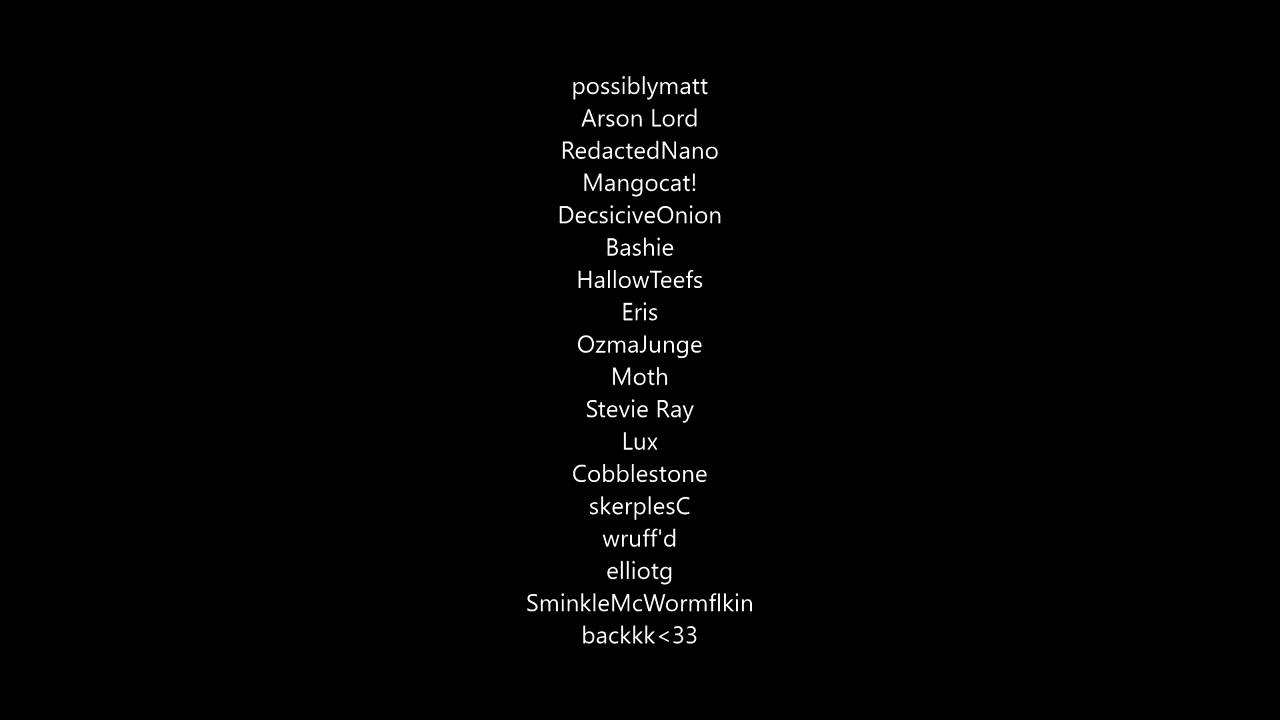 possiblymatt
Arson Lord
RedactedNano
Mangocat!
DecsiciveOnion
Bashie
HallowTeefs
Eris
OzmaJunge
Moth
Stevie Ray
Lux
Cobblestone
skerplesC
wruff'd
elliotg
SminkleMcWormflkin
backkk<33